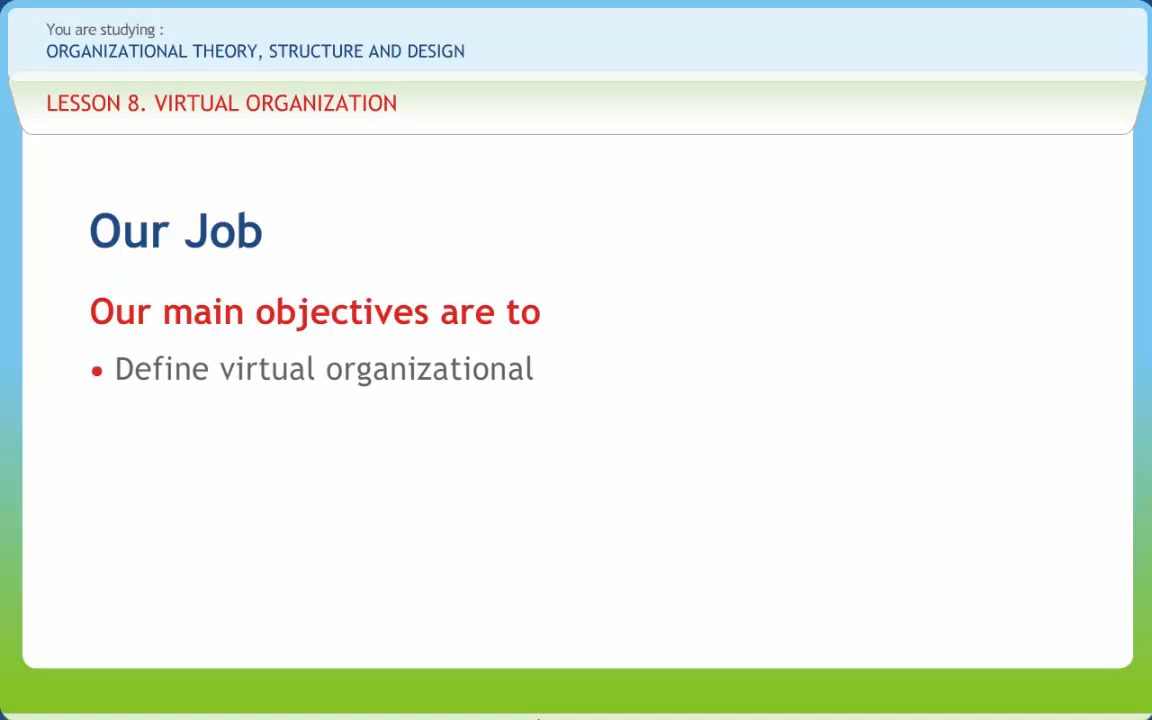 You are studying :
ORGANIZATIONAL THEORY, STRUCTURE AND DESIGN
LESSON 8. VIRTUAL ORGANIZATION
Our Job
Our main objectives are to
• Define virtual organizational